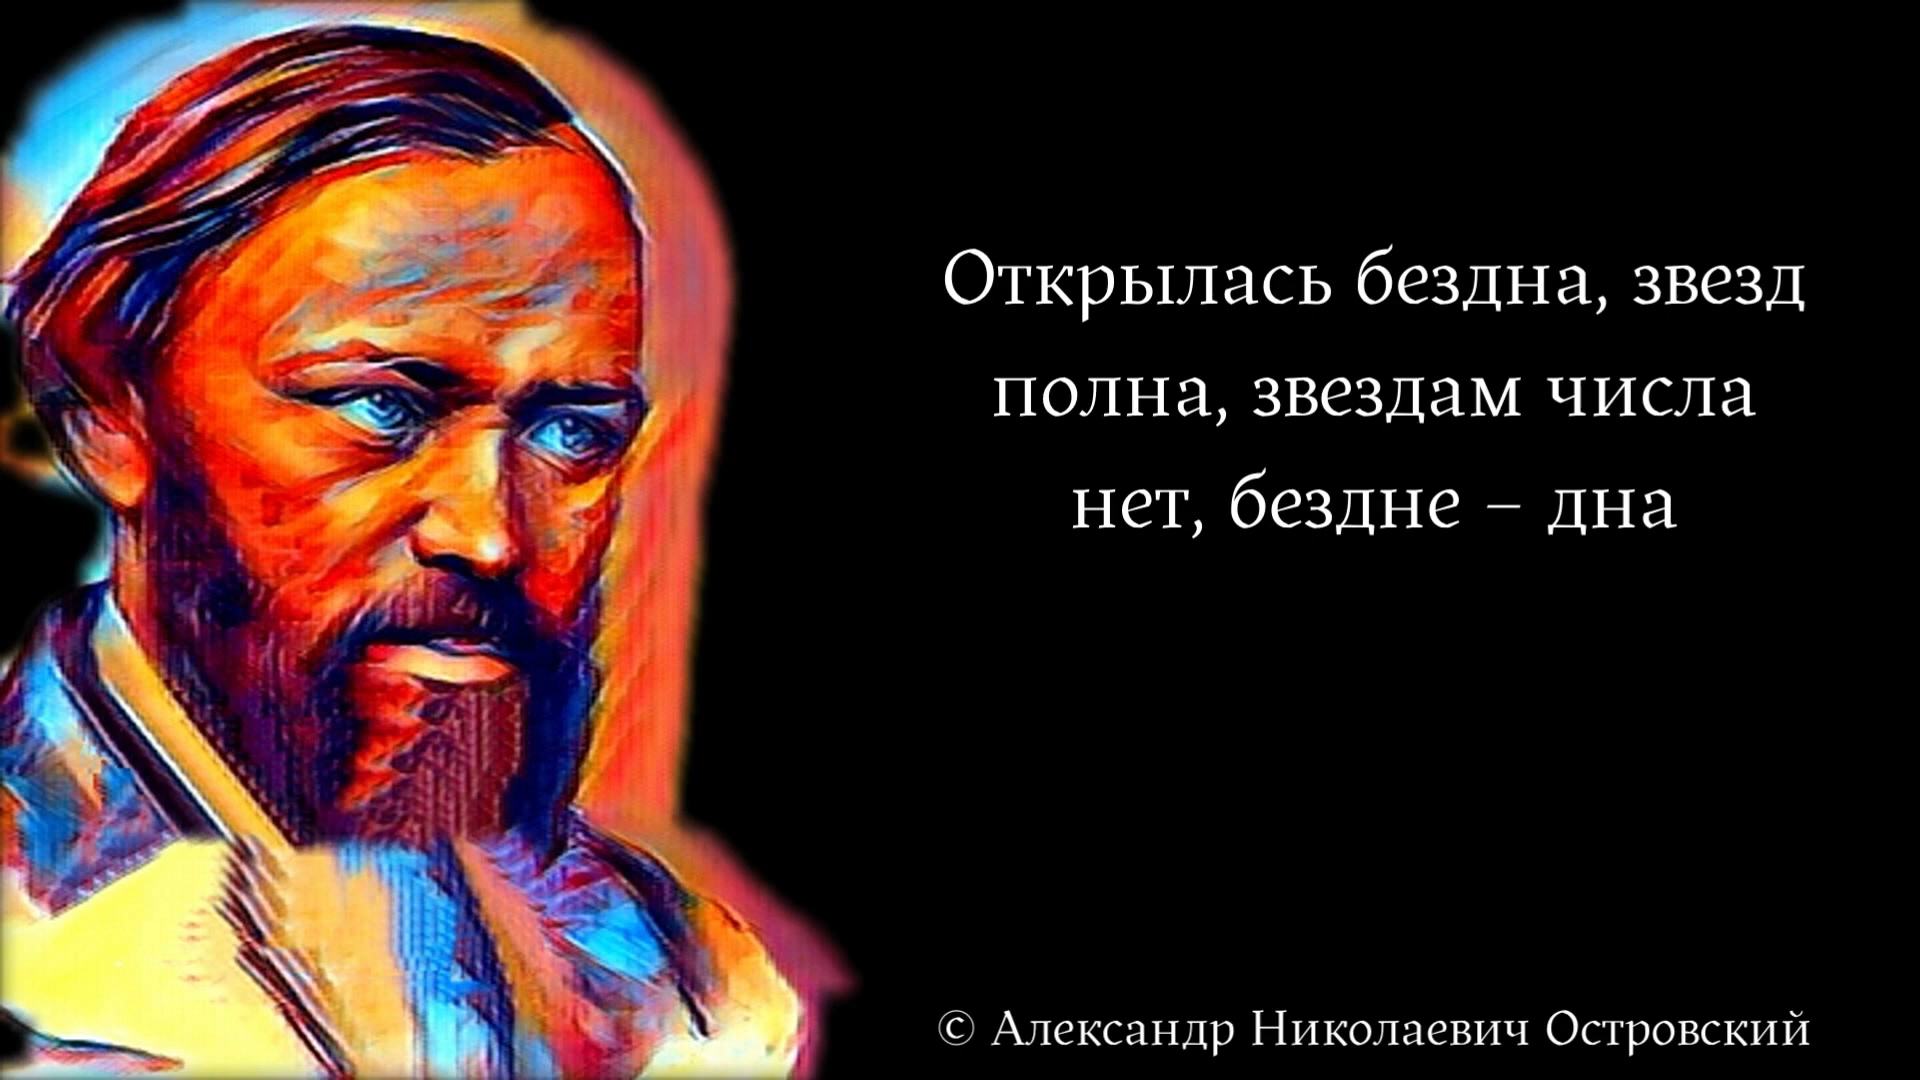 Открылась бездна, звезд
полна, звездам числа
нет, бездне – дна
© Александр Николаевич Островский